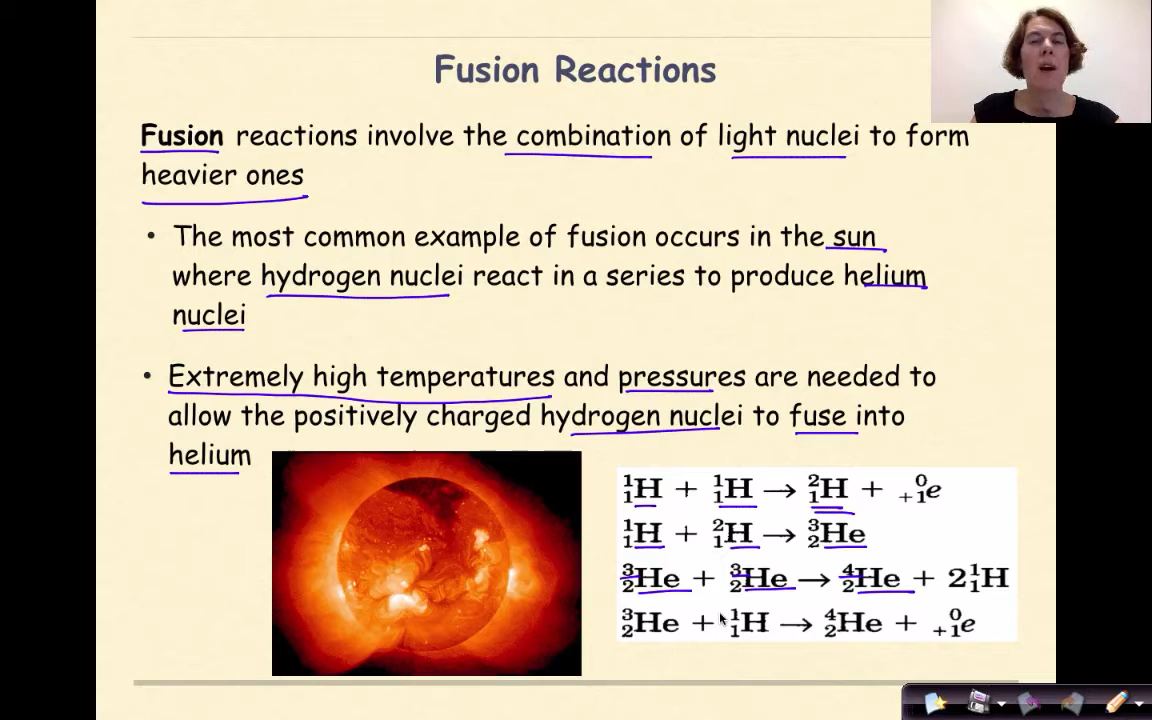 Fusion Reactions
Fusion reactions involve the combination of light nuclei to form
heavier ones
• The most common example of fusion occurs in the sun
where hydrogen nuclei react in a series to produce helium
nuclei
• Extremely high temperatures and pressures are needed to
allow the positively charged hydrogen nuclei to fuse into
helium
¹₁H + ¹₁H → ²₁H + ⁰₊₁e
¹₁H + ²₁H → ³₂He
³₂He + ³₂He → ⁴₂He + 2¹₁H
³₂He + ¹₁H → ⁴₂He + ⁰₊₁e